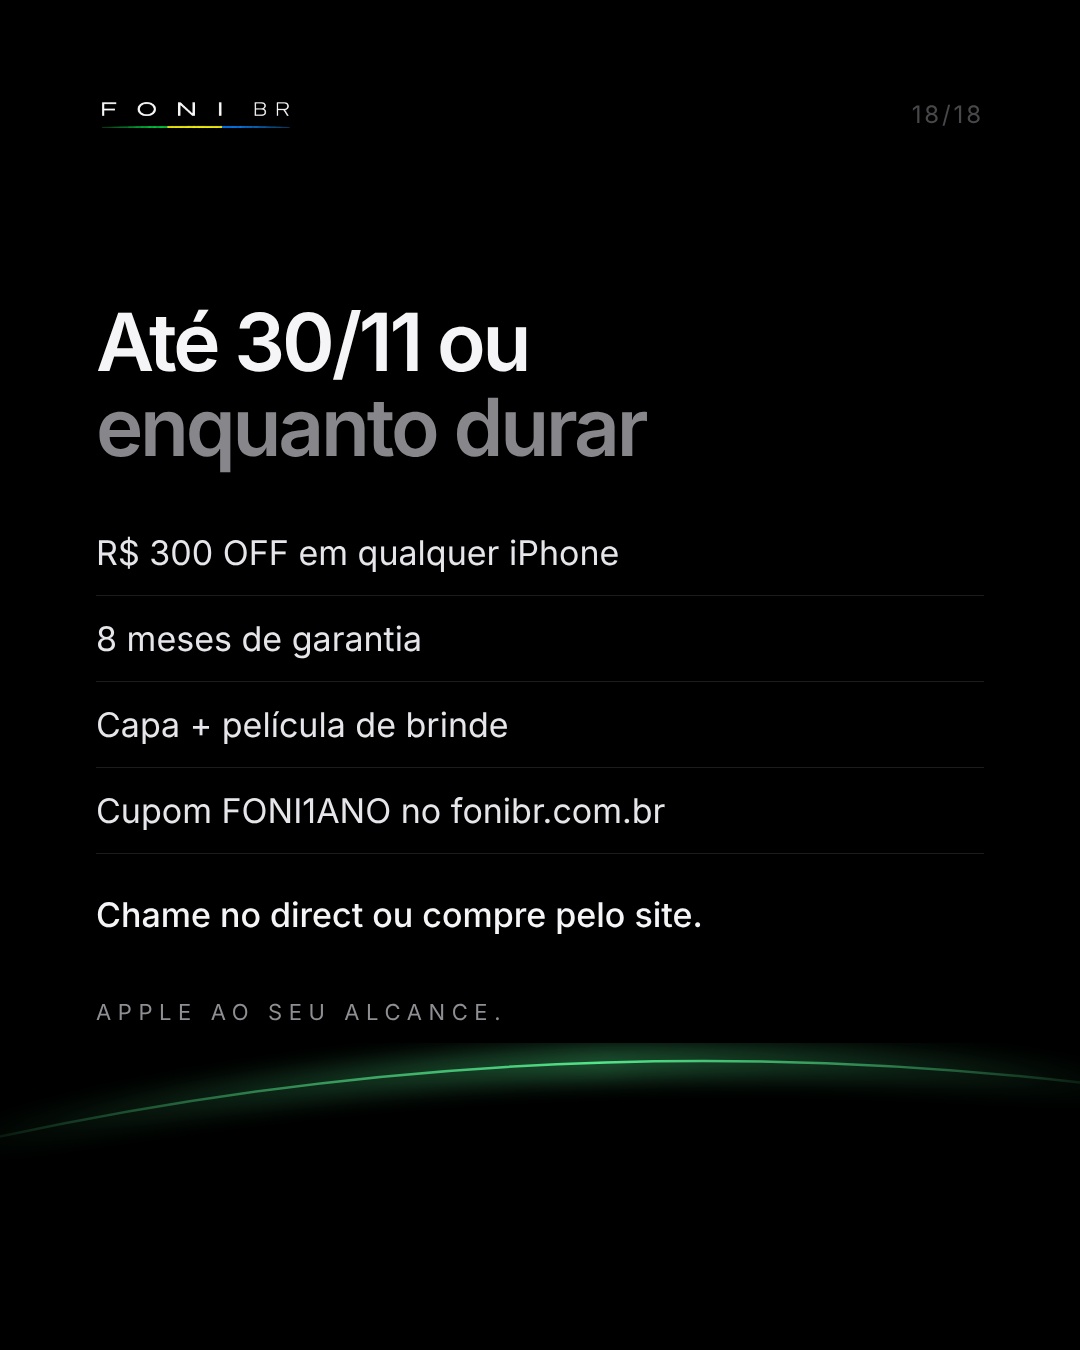 FONI BR
18/18
Até 30/11 ou
enquanto durar
R$ 300 OFF em qualquer iPhone
8 meses de garantia
Capa + película de brinde
Cupom FONI1ANO no fonibr.com.br
Chame no direct ou compre pelo site.
APPLE AO SEU ALCANCE.